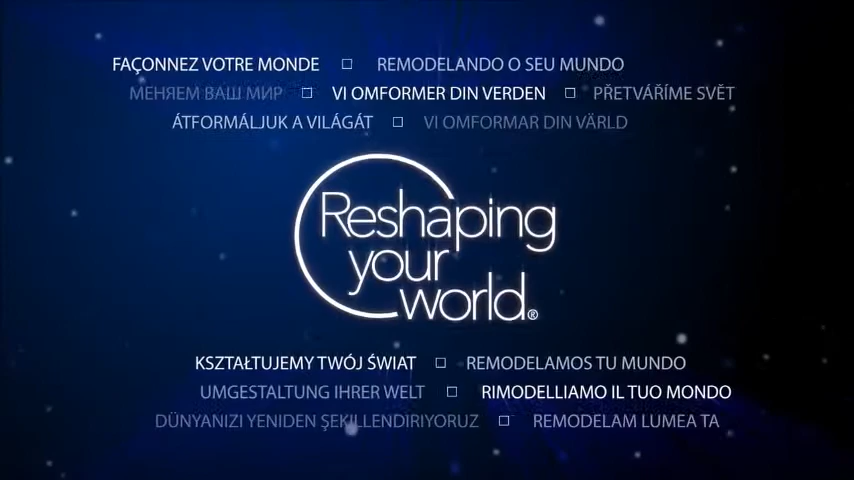 FAÇONNEZ VOTRE MONDE □ REMODELANDO O SEU MUNDO
МЕНЯЕМ ВАШ МИР □ VI OMFORMER DIN VERDEN □ PŘETVÁŘÍME SVĚT
ÁTFORMÁLJUK A VILÁGÁT □ VI OMFORMAR DIN VÄRLD
Reshaping
your
world.®
KSZTAŁTUJEMY TWÓJ ŚWIAT □ REMODELAMOS TU MUNDO
UMGESTALTUNG IHRER WELT □ RIMODELLIAMO IL TUO MONDO
DÜNYANIZI YENIDEN ŞEKILLENDIRIYORUZ □ REMODELAM LUMEA TA